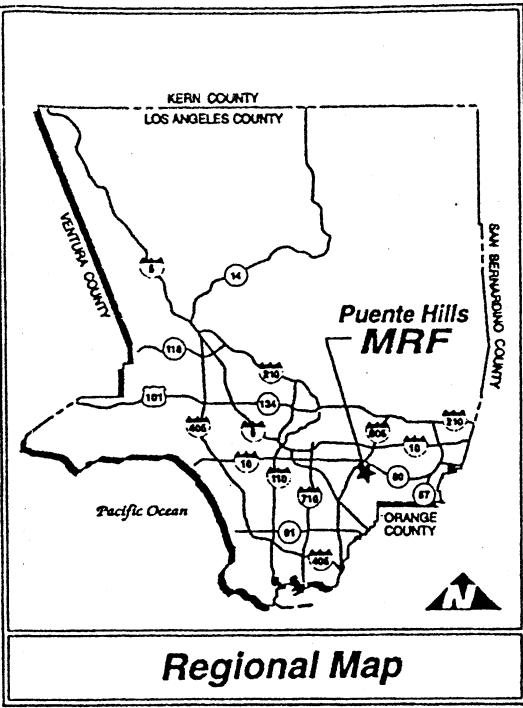 KERN COUNTY
LOS ANGELES COUNTY
VENTURA COUNTY
SAN BERNARDINO COUNTY
5
14
Puente Hills
MRF
118
210
101
134
405
5
605
210
10
10
110
60
710
57
Pacific Ocean
91
ORANGE
COUNTY
405
N
Regional Map